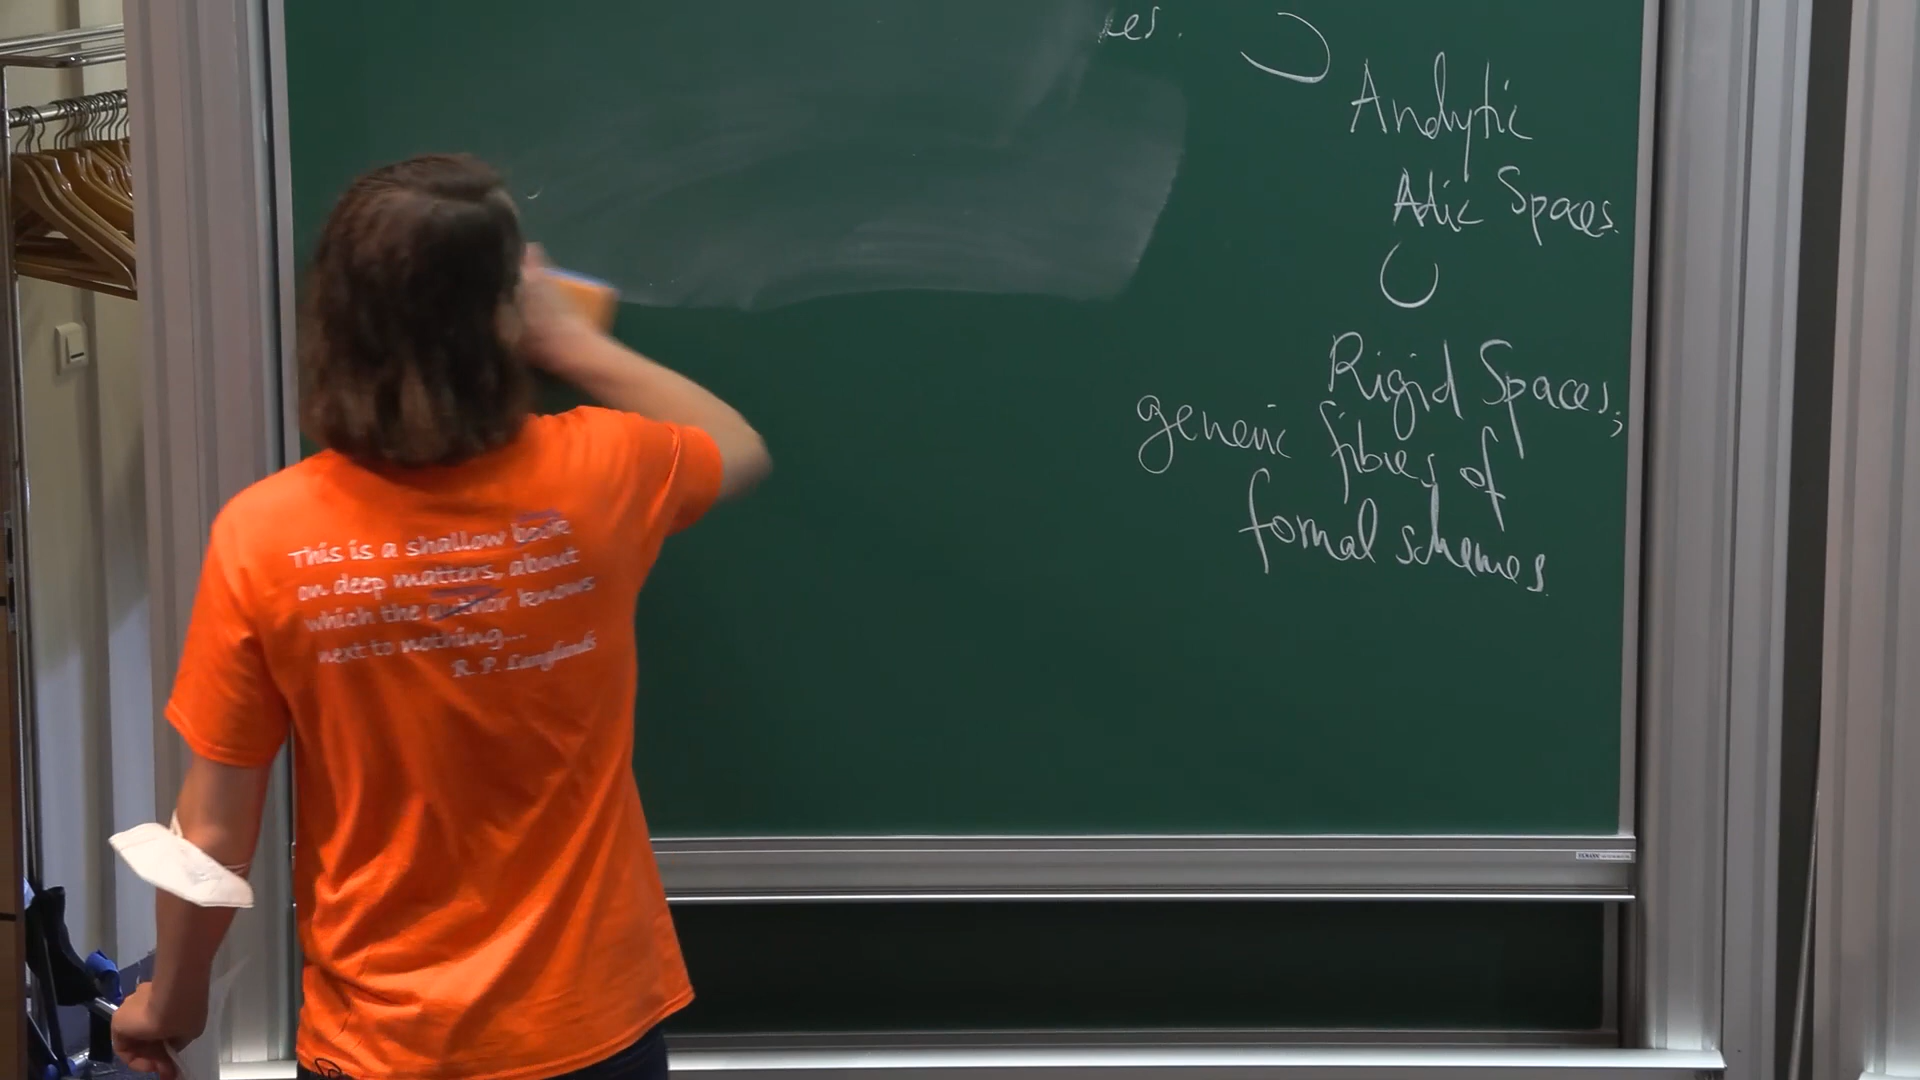 Analytic
Adic Spaces.
Rigid Spaces,
generic fibres of
formal schemes.
This is a shallow book
on deep matters, about
which the author knows
next to nothing...
R. P. Langlands